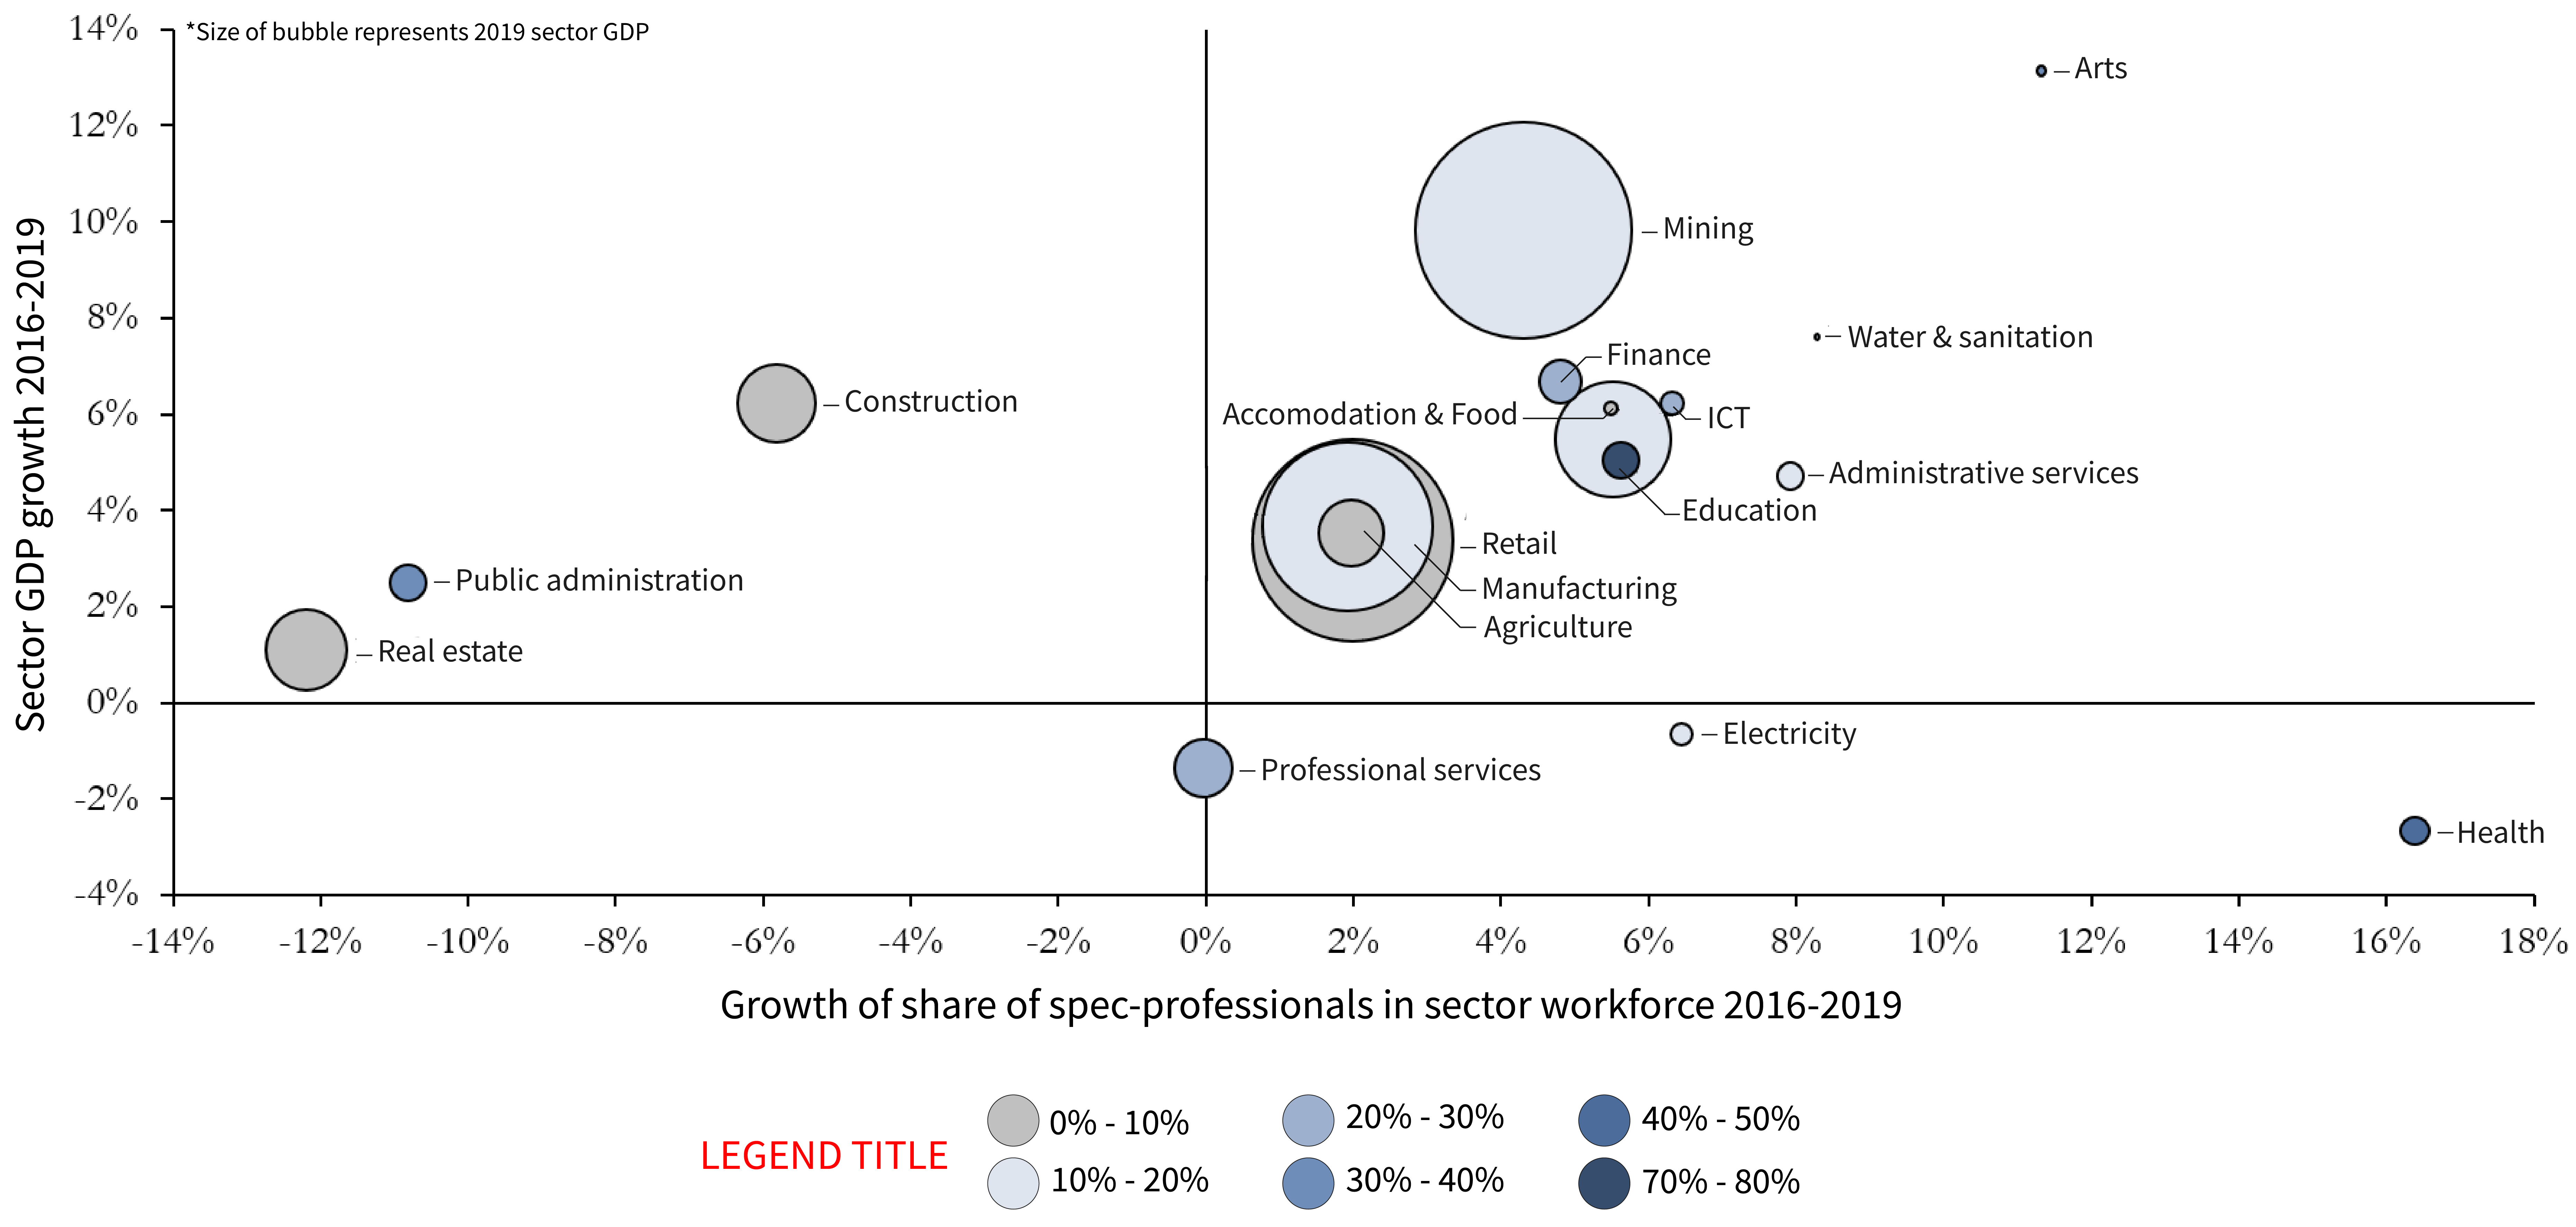 14%
*Size of bubble represents 2019 sector GDP
Arts
12%
Mining
10%
8%
Water & sanitation
Finance
Construction
6%
Accomodation & Food
ICT
Administrative services
4%
Education
Retail
Public administration
Manufacturing
2%
Agriculture
Real estate
0%
Electricity
Professional services
-2%
Health
-4%
Sector GDP growth 2016-2019
-14% -12% -10% -8% -6% -4% -2% 0% 2% 4% 6% 8% 10% 12% 14% 16% 18%
Growth of share of spec-professionals in sector workforce 2016-2019
LEGEND TITLE
0% - 10%
20% - 30%
40% - 50%
10% - 20%
30% - 40%
70% - 80%